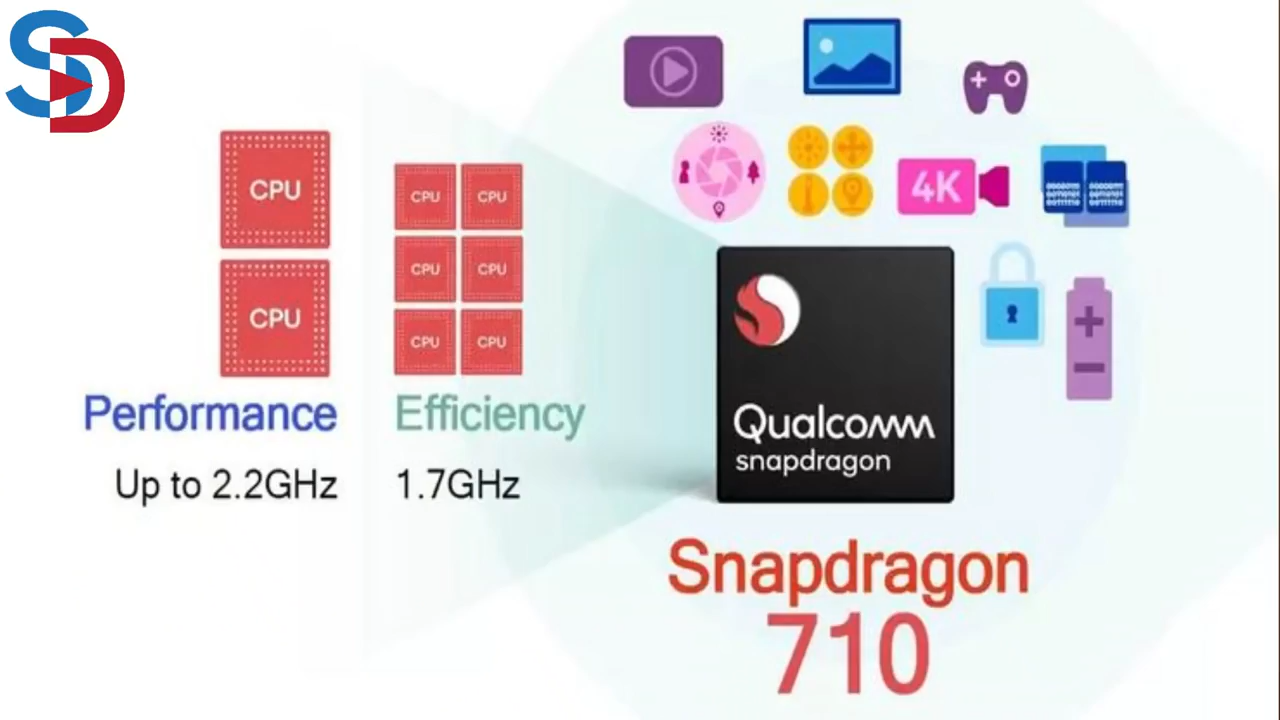 SD
CPU
CPU
CPU CPU
CPU CPU
CPU CPU
Performance
Up to 2.2GHz
Efficiency
1.7GHz
4K
Qualcomm
snapdragon
Snapdragon
710